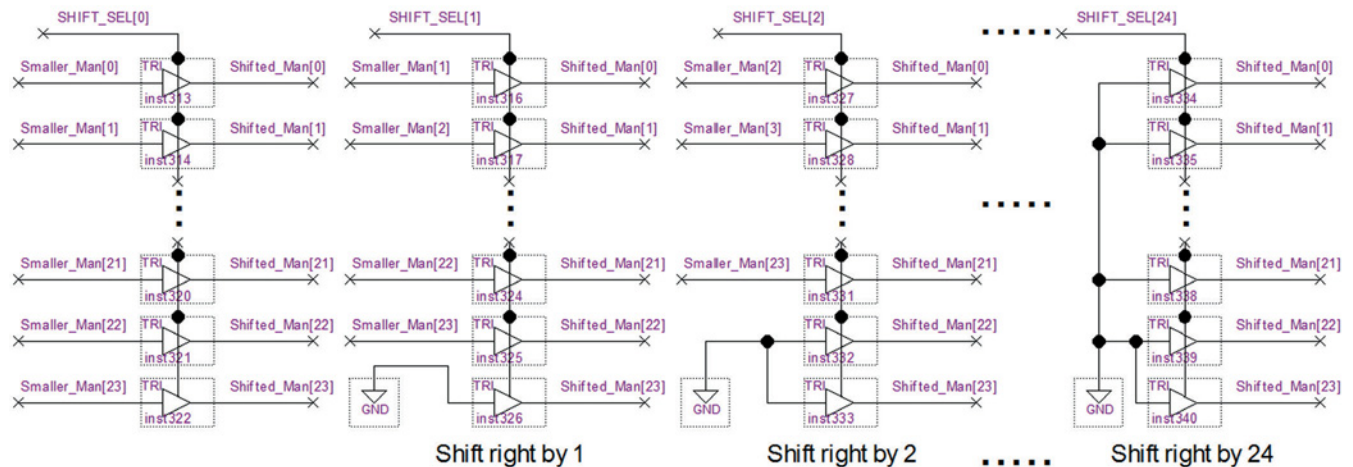 SHIFT_SEL[0] SHIFT_SEL[1] SHIFT_SEL[2] SHIFT_SEL[24]
Smaller_Man[0] TRI Shifted_Man[0] Smaller_Man[1] TRI Shifted_Man[0] Smaller_Man[2] TRI Shifted_Man[0] TRI Shifted_Man[0]
inst313 inst316 inst327 inst334
Smaller_Man[1] TRI Shifted_Man[1] Smaller_Man[2] TRI Shifted_Man[1] Smaller_Man[3] TRI Shifted_Man[1] TRI Shifted_Man[1]
inst314 inst317 inst328 inst335
Smaller_Man[21] TRI Shifted_Man[21] Smaller_Man[22] TRI Shifted_Man[21] Smaller_Man[23] TRI Shifted_Man[21] TRI Shifted_Man[21]
inst320 inst324 inst331 inst338
Smaller_Man[22] TRI Shifted_Man[22] Smaller_Man[23] TRI Shifted_Man[22] TRI Shifted_Man[22] TRI Shifted_Man[22]
inst321 inst325 inst332 inst339
Smaller_Man[23] TRI Shifted_Man[23] TRI Shifted_Man[23] TRI Shifted_Man[23] TRI Shifted_Man[23]
GND GND GND
inst322 inst326 inst333 inst340
Shift right by 1 Shift right by 2 Shift right by 24